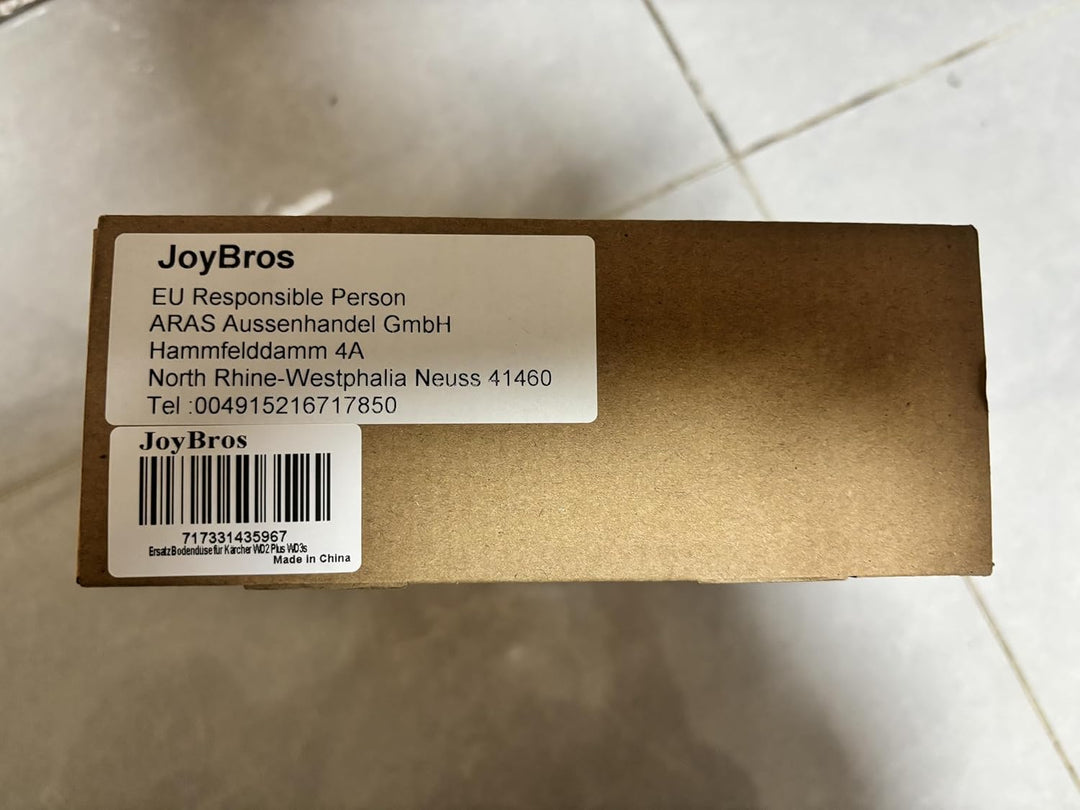 JoyBros
EU Responsible Person
ARAS Aussenhandel GmbH
Hammfelddamm 4A
North Rhine-Westphalia Neuss 41460
Tel :004915216717850
JoyBros
717331435967
Ersatz Bodendüse für Kärcher WD2 Plus WD3s
Made in China